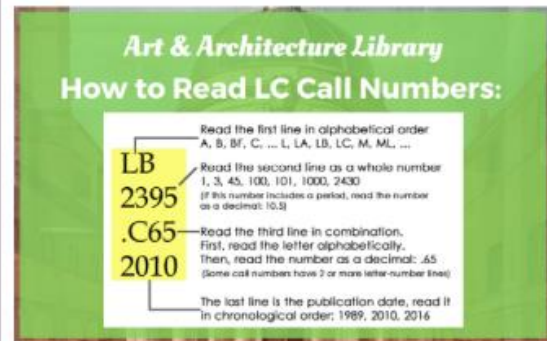 Art & Architecture Library
How to Read LC Call Numbers:
LB
2395
.C65
2010
Read the first line in alphabetical order
A, B, BF, C, ... L, LA, LB, LC, M, ML, ...
Read the second line as a whole number
1, 3, 45, 100, 101, 1000, 2430
(if this number includes a period, read the number
as a decimal: 10.5)
Read the third line in combination.
First, read the letter alphabetically.
Then, read the number as a decimal: .65
(Some call numbers have 2 or more letter-number lines)
The last line is the publication date, read it
in chronological order: 1989, 2010, 2016